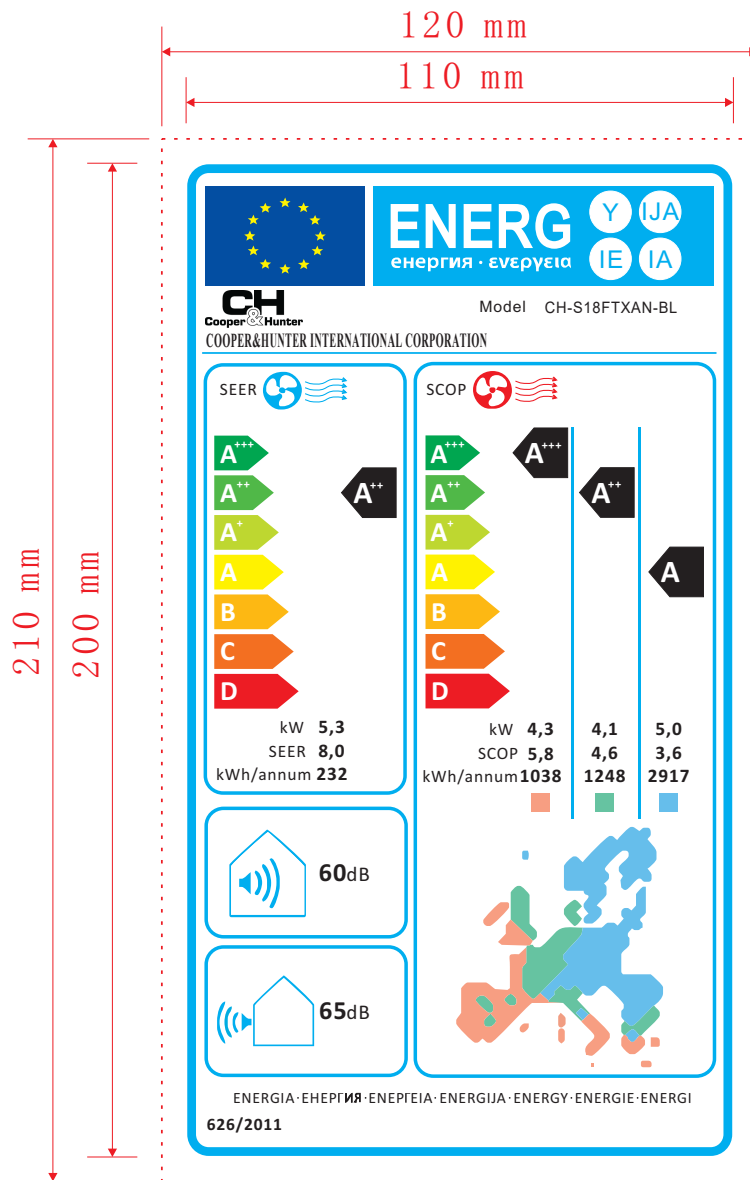 120 mm
110 mm
210 mm
200 mm
ENERG
енергия · ενεργεια
Y IJA
IE IA
CH
Cooper&Hunter
Model CH-S18FTXAN-BL
COOPER&HUNTER INTERNATIONAL CORPORATION
SEER
A+++
A++
A+
A
B
C
D
A++
kW 5,3
SEER 8,0
kWh/annum 232
SCOP
A+++
A++
A+
A
B
C
D
A+++
A++
A
kW 4,3 4,1 5,0
SCOP 5,8 4,6 3,6
kWh/annum 1038 1248 2917
60dB
65dB
ENERGIA·ЕНЕРГИЯ·ΕΝΕΡΓΕΙΑ·ENERGIJA·ENERGY·ENERGIE·ENERGI
626/2011